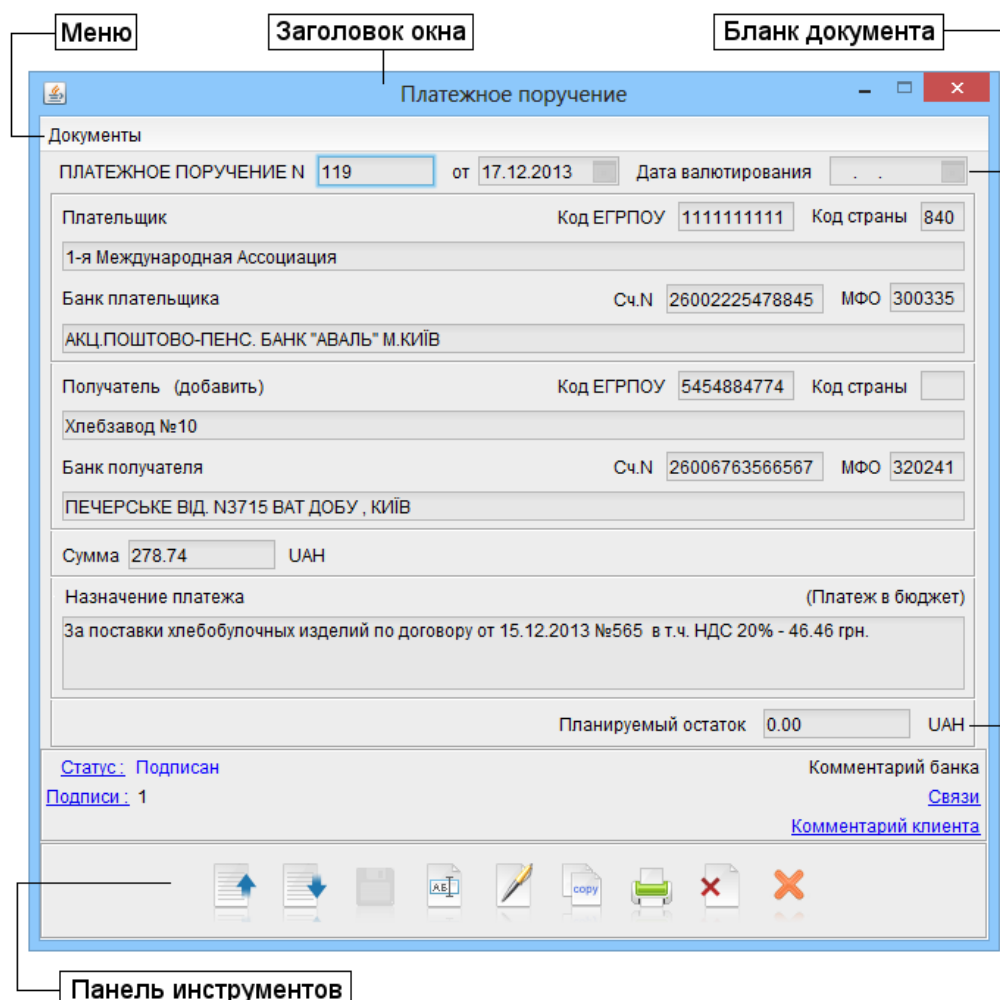 Меню Заголовок окна Бланк документа
Платежное поручение
Документы
ПЛАТЕЖНОЕ ПОРУЧЕНИЕ N 119 от 17.12.2013 Дата валютирования . .
Плательщик Код ЕГРПОУ 1111111111 Код страны 840
1-я Международная Ассоциация
Банк плательщика Сч.N 26002225478845 МФО 300335
АКЦ.ПОШТОВО-ПЕНС. БАНК "АВАЛЬ" М.КИЇВ
Получатель (добавить) Код ЕГРПОУ 5454884774 Код страны
Хлебзавод №10
Банк получателя Сч.N 26006763566567 МФО 320241
ПЕЧЕРСЬКЕ ВІД. N3715 ВАТ ДОБУ , КИЇВ
Сумма 278.74 UAH
Назначение платежа (Платеж в бюджет)
За поставки хлебобулочных изделий по договору от 15.12.2013 №565 в т.ч. НДС 20% - 46.46 грн.
Планируемый остаток 0.00 UAH
Статус : Подписан Комментарий банка
Подписи : 1 Связи
Комментарий клиента
АБ copy
Панель инструментов